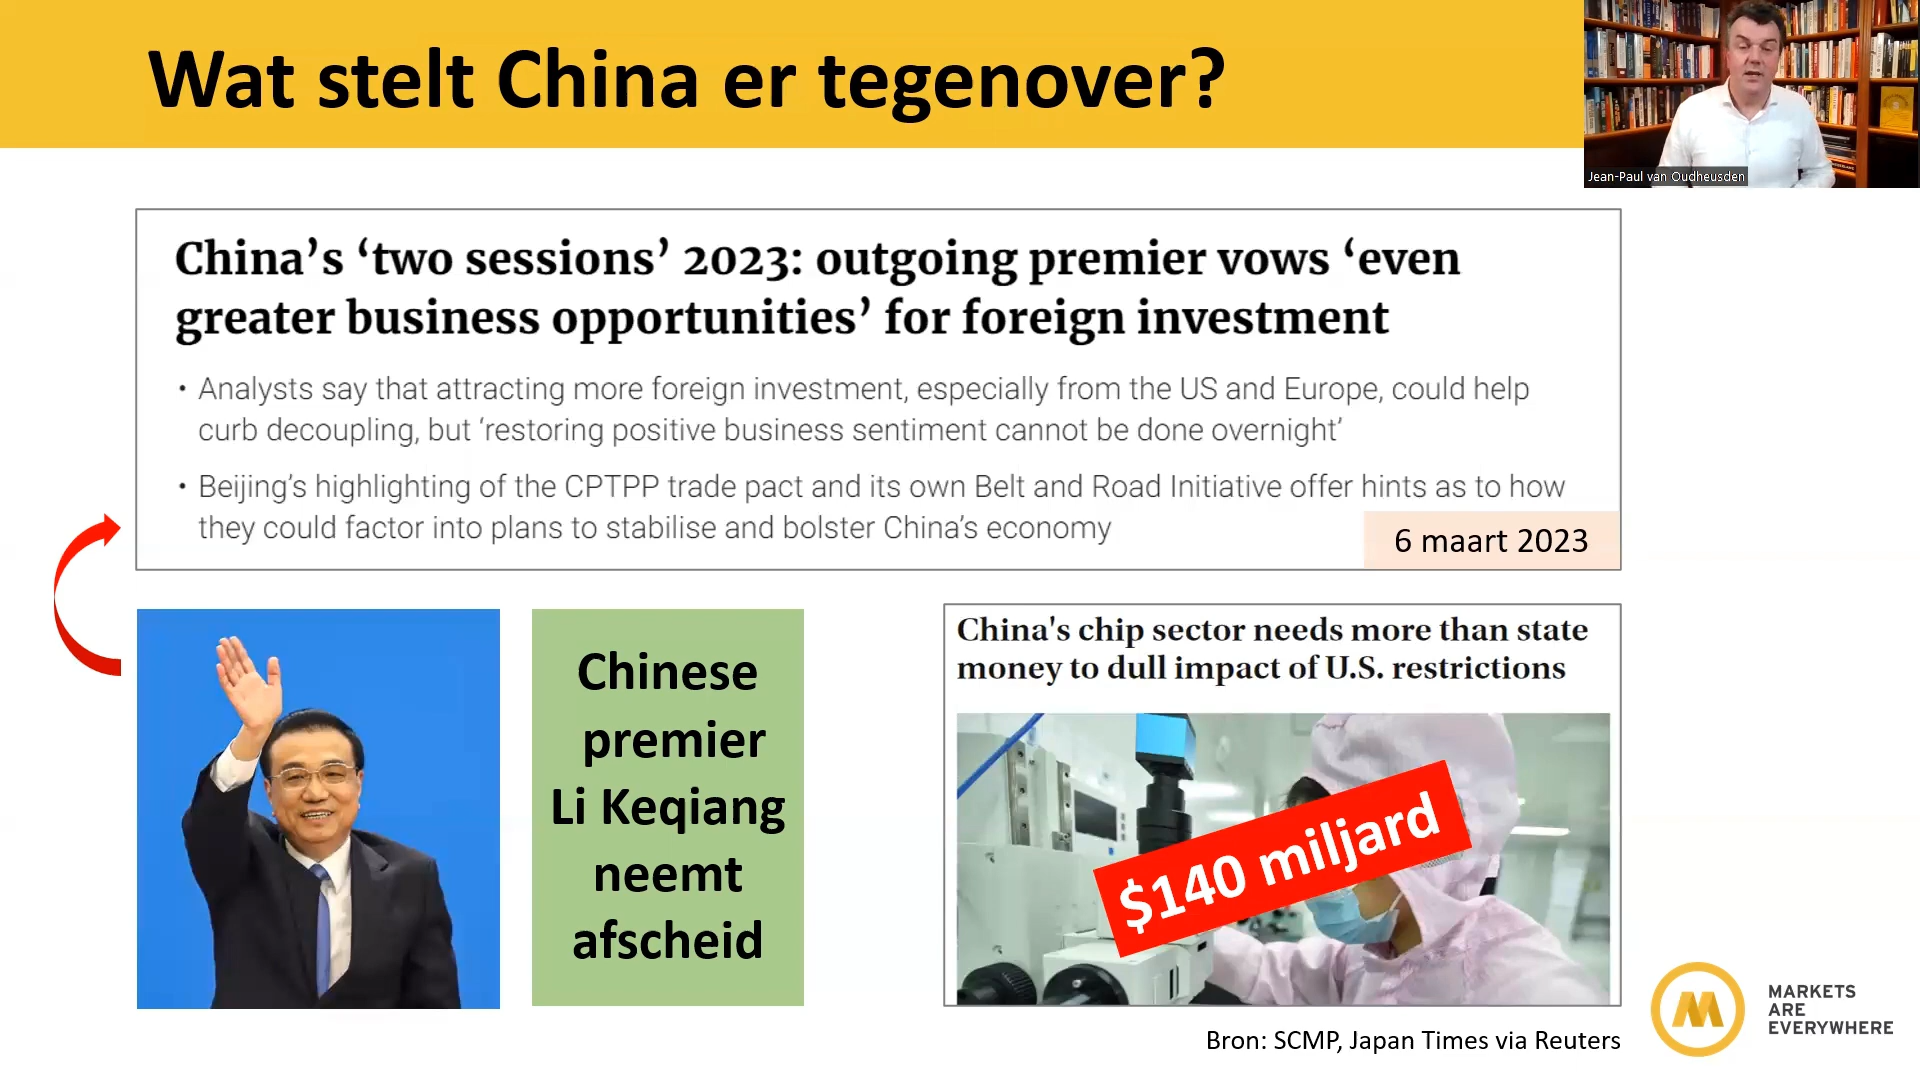 Wat stelt China er tegenover?
Jean-Paul van Oudheusden
China’s ‘two sessions’ 2023: outgoing premier vows ‘even
greater business opportunities’ for foreign investment
• Analysts say that attracting more foreign investment, especially from the US and Europe, could help
curb decoupling, but ‘restoring positive business sentiment cannot be done overnight’
• Beijing’s highlighting of the CPTPP trade pact and its own Belt and Road Initiative offer hints as to how
they could factor into plans to stabilise and bolster China’s economy
6 maart 2023
Chinese
premier
Li Keqiang
neemt
afscheid
China's chip sector needs more than state
money to dull impact of U.S. restrictions
$140 miljard
Bron: SCMP, Japan Times via Reuters
MARKETS
ARE
EVERYWHERE